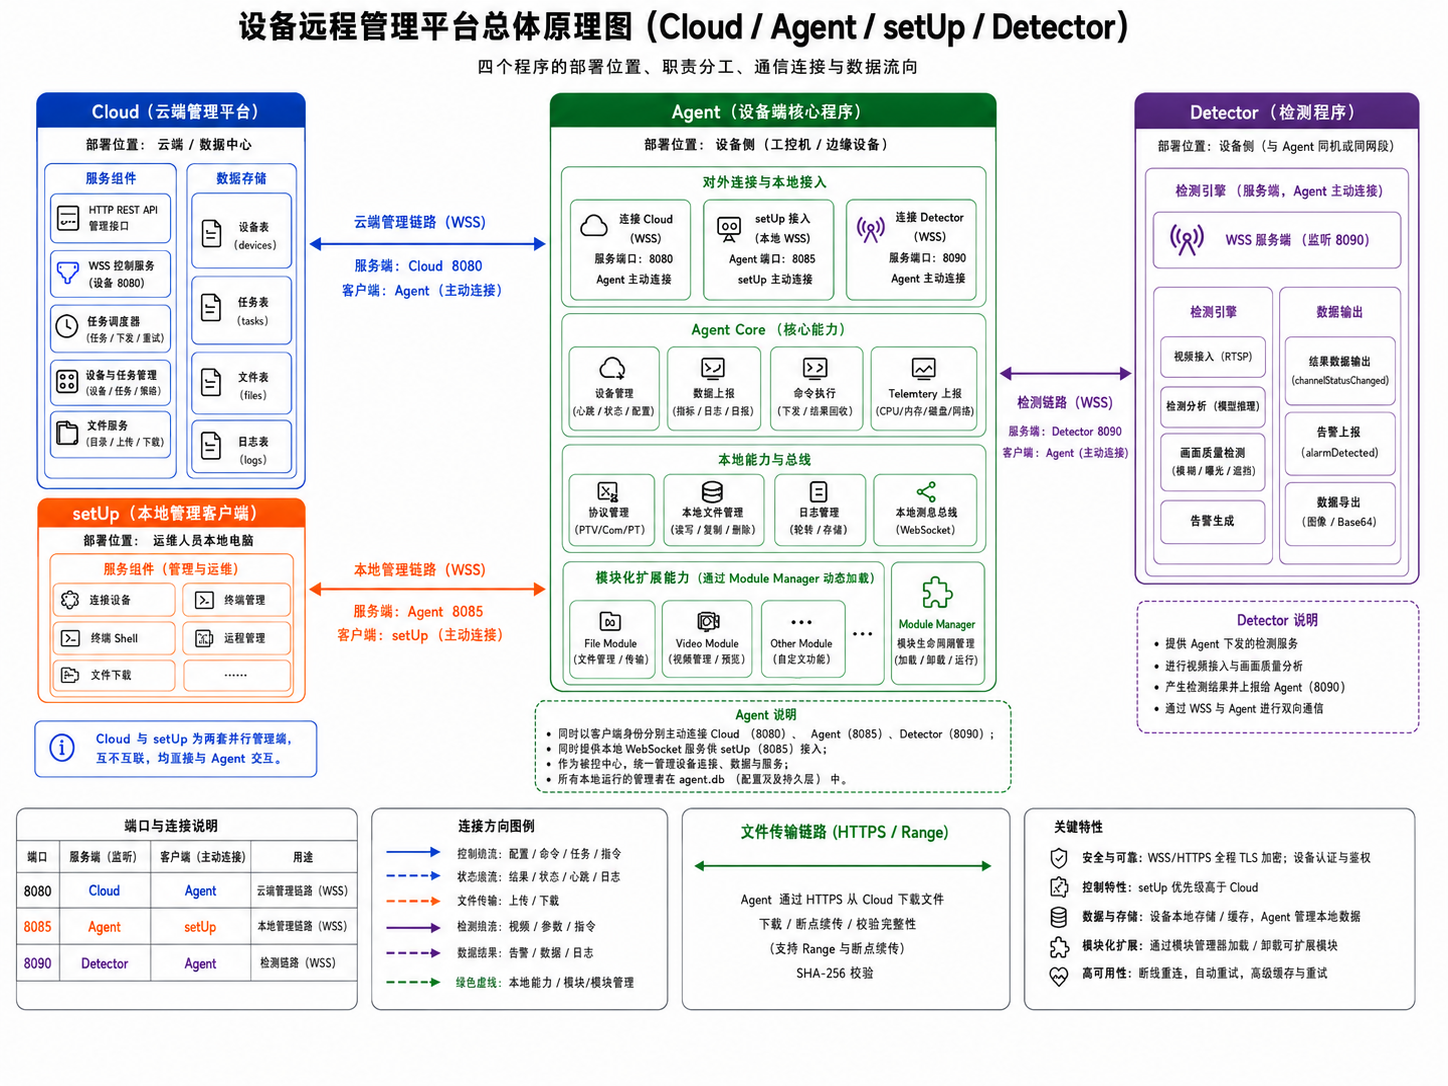 设备远程管理平台总体原理图 (Cloud / Agent / setUp / Detector)
四个程序的部署位置、职责分工、通信连接与数据流向
Cloud（云端管理平台）
部署位置： 云端 / 数据中心
服务组件
HTTP REST API
管理接口
WSS 控制服务
(设备 8080)
任务调度器
(任务 / 下发 / 重试)
设备与任务管理
(设备 / 任务 / 策略)
文件服务
(目录 / 上传 / 下载)
数据存储
设备表
(devices)
任务表
(tasks)
文件表
(files)
日志表
(logs)
setUp（本地管理客户端）
部署位置： 运维人员本地电脑
服务组件（管理与运维）
连接设备
终端管理
终端 Shell
远程管理
文件下载
……
Cloud 与 setUp 为两套并行管理端，
互不互联，均直接与 Agent 交互。
云端管理链路（WSS）
服务端： Cloud 8080
客户端： Agent（主动连接）
本地管理链路（WSS）
服务端： Agent 8085
客户端： setUp（主动连接）
Agent（设备端核心程序）
部署位置： 设备侧（工控机 / 边缘设备）
对外连接与本地接入
连接 Cloud
(WSS)
服务端口：8080
Agent 主动连接
setUp 接入
(本地 WSS)
Agent 端口：8085
setUp 主动连接
连接 Detector
(WSS)
服务端口：8090
Agent 主动连接
Agent Core （核心能力）
设备管理
(心跳 / 状态 / 配置)
数据上报
(指标 / 日志 / 日报)
命令执行
(下发 / 结果回收)
Telemtery 上报
(CPU/内存/磁盘/网络)
本地能力与总线
协议管理
(PTV/Com/PT)
本地文件管理
(读写 / 复制 / 删除)
日志管理
(轮转 / 存储)
本地测息总线
(WebSocket)
模块化扩展能力（通过 Module Manager 动态加载）
File Module
(文件管理 / 传输)
Video Module
(视频管理 / 预览)
Other Module
(自定义功能)
…
Module Manager
(加载 / 卸载 / 运行)
Agent 说明
• 同时以客户端身份分别主动连接 Cloud （8080）、 Agent（8085）、Detector（8090）;
• 同时提供本地 WebSocket 服务供 setUp（8085）接入;
• 作为被控中心，统一管理设备连接、数据与服务;
• 所有本地运行的管理者在 agent.db （配置及及持久层） 中。
检测链路（WSS）
服务端：Detector 8090
客户端：Agent (主动连接)
Detector（检测程序）
部署位置：设备侧（与 Agent 同机或同网段）
检测引擎 （服务端，Agent 主动连接）
WSS 服务端 （监听 8090）
检测引擎
视频接入（RTSP）
检测分析（模型推理）
画面质量检测
(模糊 / 曝光 / 遮挡)
告警生成
数据输出
结果数据输出
(channelStatusChanged)
告警上报
(alarmDetected)
数据导出
(图像 / Base64)
Detector 说明
• 提供 Agent 下发的检测服务
• 进行视频接入与画面质量分析
• 产生检测结果并上报给 Agent（8090）
• 通过 WSS 与 Agent 进行双向通信
端口与连接说明
端口 服务端（监听） 客户端（主动连接） 用途
8080 Cloud Agent 云端管理链路（WSS）
8085 Agent setUp 本地管理链路（WSS）
8090 Detector Agent 检测链路（WSS）
连接方向图例
配置 / 命令 / 任务 / 指令
结果 / 状态 / 心跳 / 日志
文件传输：上传 / 下载
视频 / 参数 / 指令
数据结果：告警 / 数据 / 日志
绿色虚线：本地能力 / 模块/模块管理
文件传输链路 (HTTPS / Range)
Agent 通过 HTTPS 从 Cloud 下载文件
下载 / 断点续传 / 校验完整性
(支持 Range 与断点续传)
SHA-256 校验
关键特性
安全与可靠：WSS/HTTPS 全程 TLS 加密；设备认证与鉴权
控制特性：setUp 优先级高于 Cloud
数据与存储：设备本地存储 / 缓存，Agent 管理本地数据
模块化扩展：通过模块管理器加载 / 卸载可扩展模块
高可用性：断线重连，自动重试，高级缓存与重试